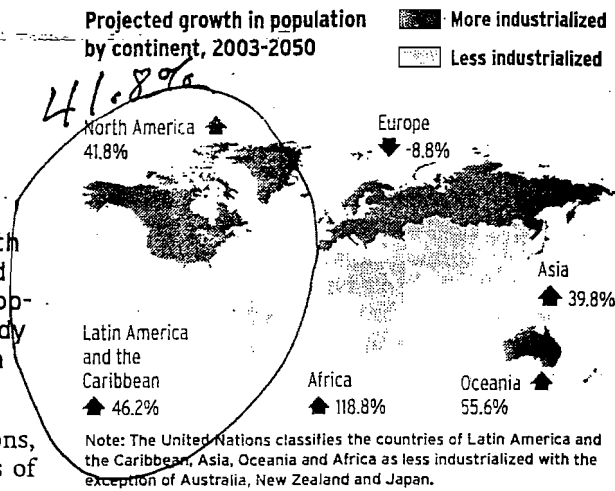 Projected growth in population
by continent, 2003-2050
More industrialized
Less industrialized
41.8%
North America
41.8%
Europe
-8.8%
Asia
39.8%
Latin America
and the
Caribbean
46.2%
Africa
118.8%
Oceania
55.6%
Note: The United Nations classifies the countries of Latin America and
the Caribbean, Asia, Oceania and Africa as less industrialized with the
exception of Australia, New Zealand and Japan.